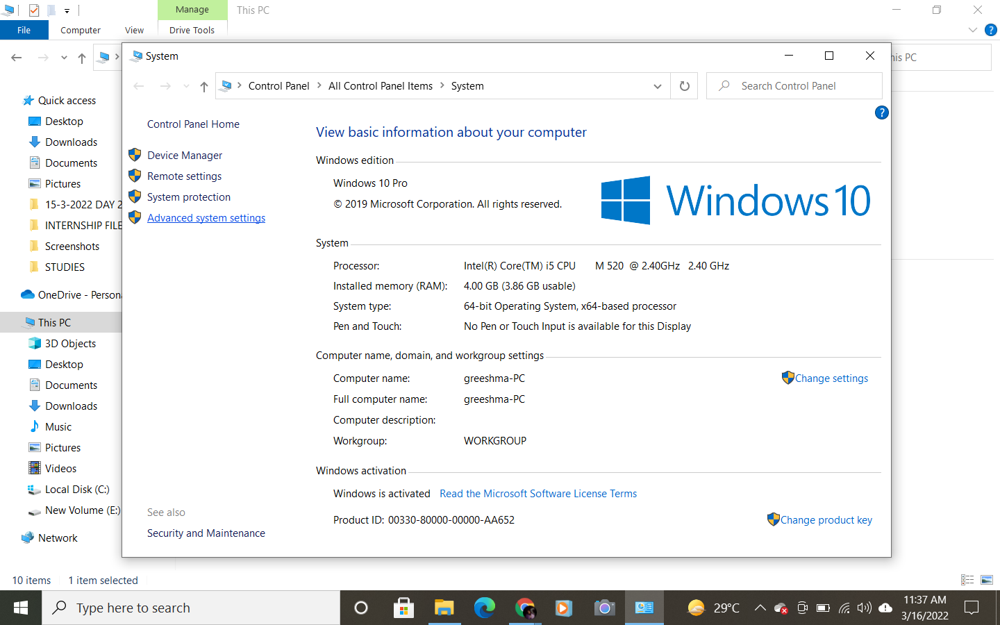 Manage
This PC
File
Computer
View
Drive Tools
System
Control Panel
All Control Panel Items
System
Search Control Panel
his PC
Quick access
Desktop
Downloads
Documents
Pictures
15-3-2022 DAY 2
INTERNSHIP FILE
Screenshots
STUDIES
OneDrive - Persona
This PC
3D Objects
Desktop
Documents
Downloads
Music
Pictures
Videos
Local Disk (C:)
New Volume (E:)
Network
Control Panel Home
Device Manager
Remote settings
System protection
Advanced system settings
See also
Security and Maintenance
View basic information about your computer
Windows edition
Windows 10 Pro
© 2019 Microsoft Corporation. All rights reserved.
Windows 10
System
Processor: Intel(R) Core(TM) i5 CPU M 520 @ 2.40GHz 2.40 GHz
Installed memory (RAM): 4.00 GB (3.86 GB usable)
System type: 64-bit Operating System, x64-based processor
Pen and Touch: No Pen or Touch Input is available for this Display
Computer name, domain, and workgroup settings
Computer name: greeshma-PC
Change settings
Full computer name: greeshma-PC
Computer description:
Workgroup: WORKGROUP
Windows activation
Windows is activated Read the Microsoft Software License Terms
Product ID: 00330-80000-00000-AA652
Change product key
10 items
1 item selected
Type here to search
29°C
11:37 AM
3/16/2022